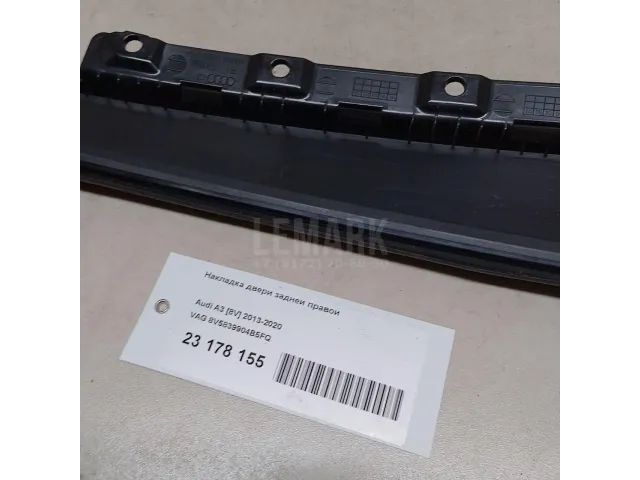 LEMARK
Накладка двери задней правой
Audi A3 [8V] 2013-2020
VAG 8V5839904B5FQ
23 178 155